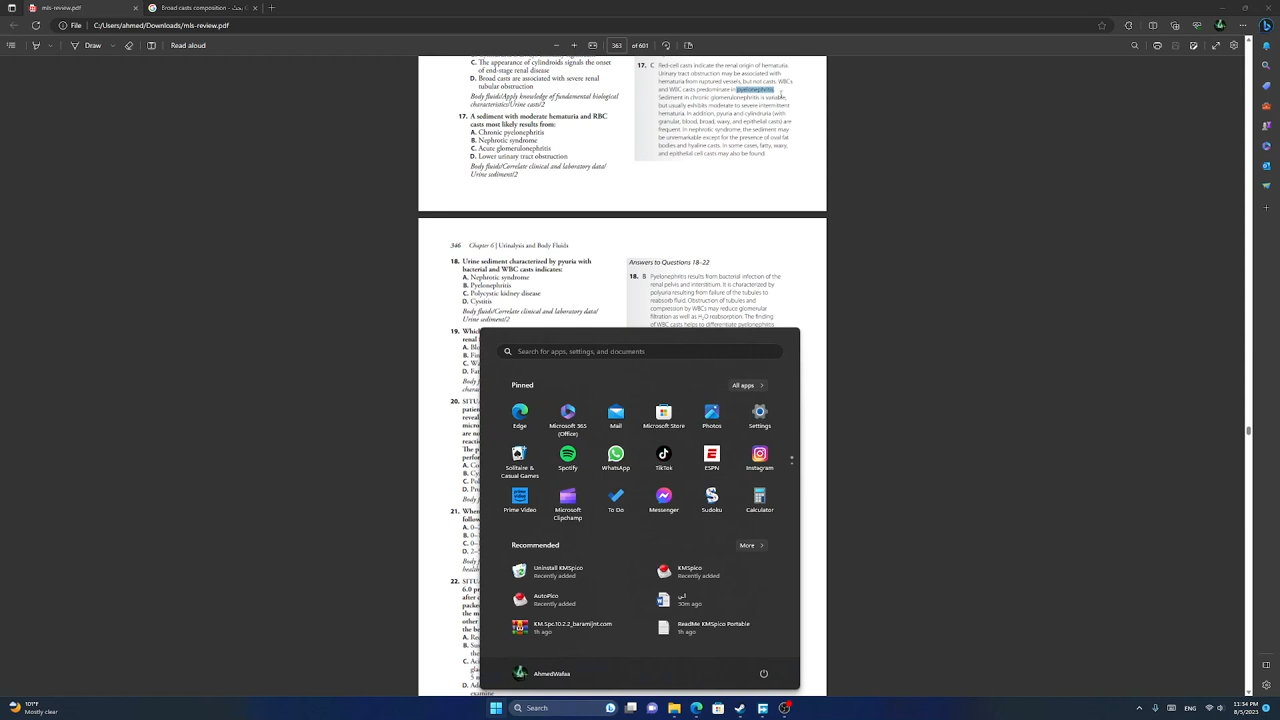 mls-review.pdf
File
C:/Users/Ahmed/Downloads/mls-review.pdf
Draw
Read aloud
363
of 601
C. The appearance of cylindroids signals the onset
of end-stage renal disease
D. Broad casts are associated with severe renal
tubular obstruction
Body fluids/Apply knowledge of fundamental biological
characteristics/Urine casts/2
17. A sediment with moderate hematuria and RBC
casts most likely results from:
A. Chronic pyelonephritis
B. Nephrotic syndrome
C. Acute glomerulonephritis
D. Lower urinary tract obstruction
Body fluids/Correlate clinical and laboratory data/
Urine sediment/2
17. C Red-cell casts indicate the renal origin of hematuria
Urinary tract obstruction may be associated with
hematuria from ruptured vessels, but not casts. WBCs
and WBC casts predominate in pyelonephritis.
Sediment in chronic glomerulonephritis is variable,
but usually exhibits moderate to severe intermittent
hematuria. In addition, pyuria and cylindruria (with
granular, blood, broad, waxy, and epithelial casts) are
frequent. In nephrotic syndrome, the sediment may
be unremarkable except for the presence of oval fat
bodies and hyaline casts. In some cases, fatty, waxy,
and epithelial cell casts may also be found.
346 Chapter 6 | Urinalysis and Body Fluids
18. Urine sediment characterized by pyuria with
bacterial and WBC casts indicates:
A. Nephrotic syndrome
B. Pyelonephritis
C. Polycystic kidney disease
D. Cystitis
Body fluids/Correlate clinical and laboratory data/
Urine sediment/2
Answers to Questions 18–22
18. B Pyelonephritis results from bacterial infection of the
renal pelvis and interstitium. It is characterized by
polyuria resulting from failure of the tubules to
reabsorb fluid. Obstruction of tubules and
compression by WBCs may reduce glomerular
filtration as well as H2O reabsorption. The finding
of WBC casts helps to differentiate pyelonephritis
19.
20. SITU
21.
22. SITU
Search for apps, settings, and documents
Pinned
All apps
Edge
Microsoft 365
(Office)
Mail
Microsoft Store
Photos
Settings
Solitaire &
Casual Games
Spotify
WhatsApp
TikTok
ESPN
Instagram
Prime Video
Microsoft
Clipchamp
To Do
Messenger
Sudoku
Calculator
Recommended
More
Uninstall KMSpico
Recently added
KMSpico
Recently added
AutoPico
Recently added
30m ago
KM.Spc.10.2.2_baramijnt.com
1h ago
ReadMe KMSpico Portable
1h ago
AhmedWafaa
101°F
Mostly clear
Search
ENG
11:34 PM
8/5/2023